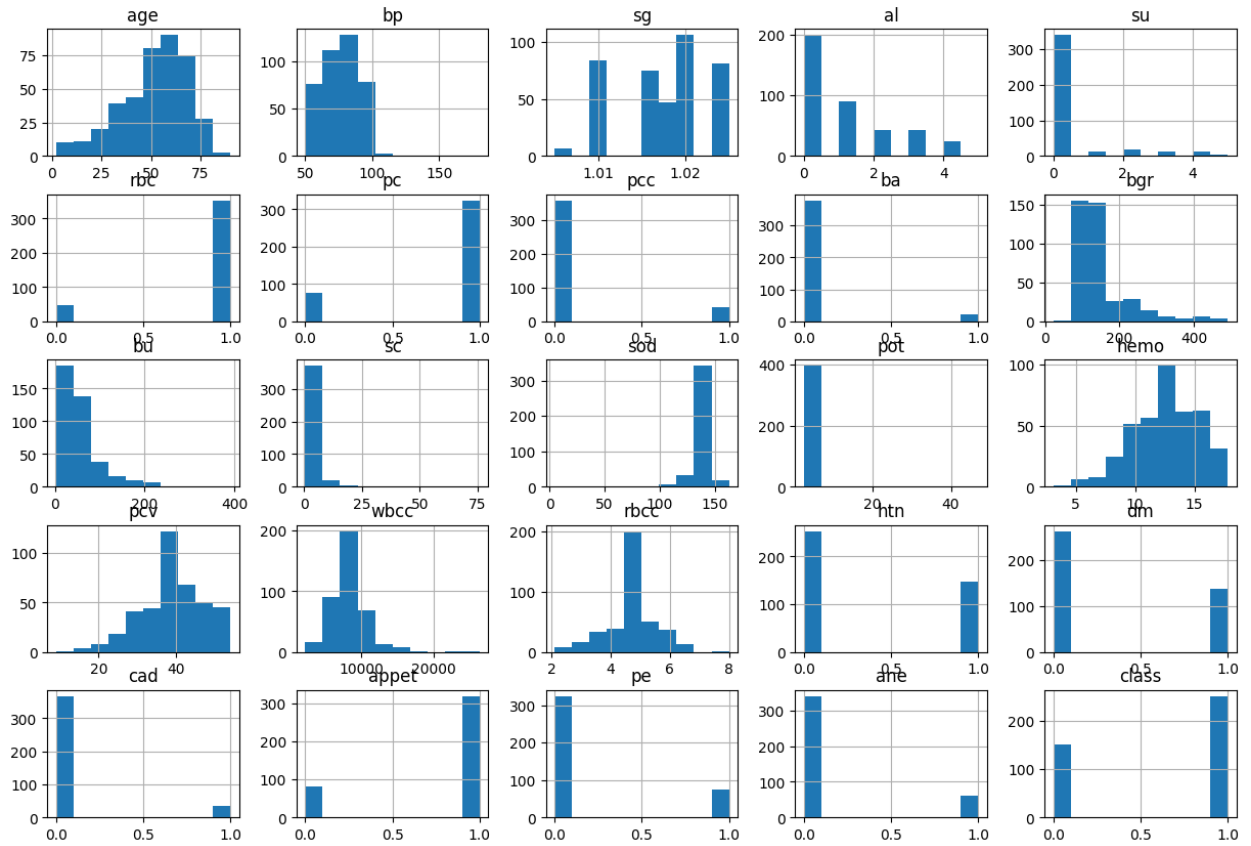 age bp sg al su
75 50 25 0 0 25 50 75
100 50 0 50 100 150
100 50 0 1.01 1.02
200 100 0 0 2 4
300 200 100 0 0 2 4
rbc pc pcc ba bgr
300 200 100 0 0.0 0.5 1.0
300 200 100 0 0.0 0.5 1.0
300 200 100 0 0.0 0.5 1.0
300 200 100 0 0.0 0.5 1.0
150 100 50 0 0 200 400
bu sc sod pot hemo
150 100 50 0 0 200 400
300 200 100 0 0 25 50 75
300 200 100 0 0 50 100 150
400 200 0 20 40
100 50 0 5 10 15
pcv wbcc rbcc htn dm
100 50 0 20 40
200 100 0 10000 20000
200 100 0 2 4 6 8
200 100 0 0.0 0.5 1.0
200 100 0 0.0 0.5 1.0
cad appet pe ane class
300 200 100 0 0.0 0.5 1.0
300 200 100 0 0.0 0.5 1.0
300 200 100 0 0.0 0.5 1.0
300 200 100 0 0.0 0.5 1.0
200 100 0 0.0 0.5 1.0